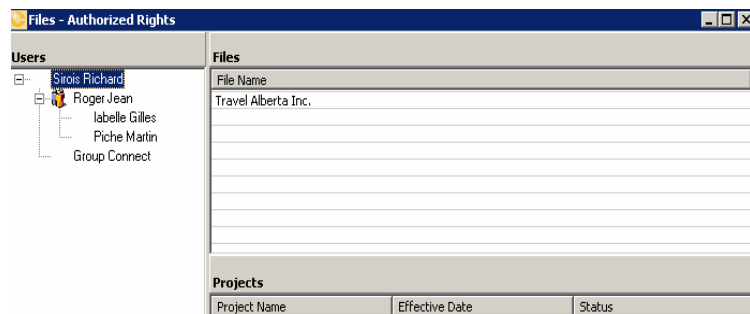 Files - Authorized Rights
Users
Files
Sirois Richard
Roger Jean
labelle Gilles
Piche Martin
Group Connect
File Name
Travel Alberta Inc.
Projects
Project Name Effective Date Status